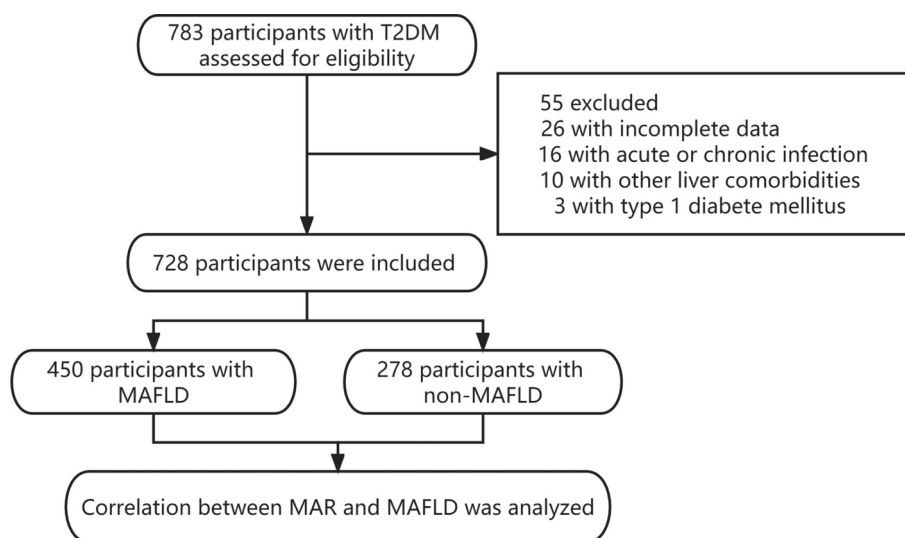 783 participants with T2DM
assessed for eligibility
55 excluded
26 with incomplete data
16 with acute or chronic infection
10 with other liver comorbidities
3 with type 1 diabete mellitus
728 participants were included
450 participants with
MAFLD
278 participants with
non-MAFLD
Correlation between MAR and MAFLD was analyzed